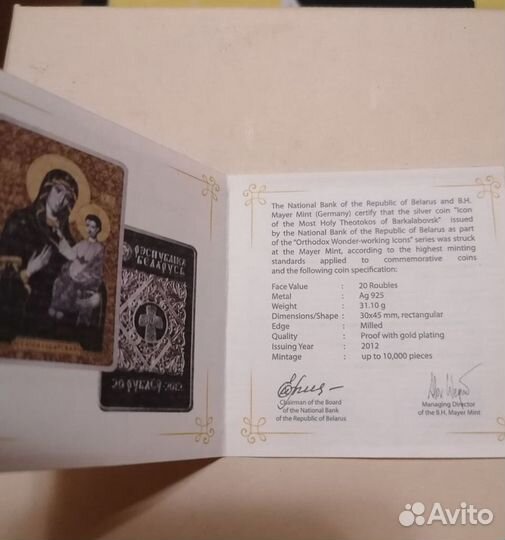 The National Bank of the Republic of Belarus and B.H.
Mayer Mint (Germany) certify that the silver coin "Icon
of the Most Holy Theotokos of Barkalabovsk" issued
by the National Bank of the Republic of Belarus as part
of the "Orthodox Wonder-working Icons" series was struck
at the Mayer Mint, according to the highest minting
standards applied to commemorative coins
and the following coin specification:
Face Value : 20 Roubles
Metal : Ag 925
Weight : 31.10 g
Dimensions/Shape : 30x45 mm, rectangular
Edge : Milled
Quality : Proof with gold plating
Issuing Year : 2012
Mintage : up to 10,000 pieces
Chairman of the Board
of the National Bank
of the Republic of Belarus
Managing Director
of the B.H. Mayer Mint
РЭСПУБЛІКА
БЕЛАРУСЬ
20 РУБЛЁЎ 2012
Avito